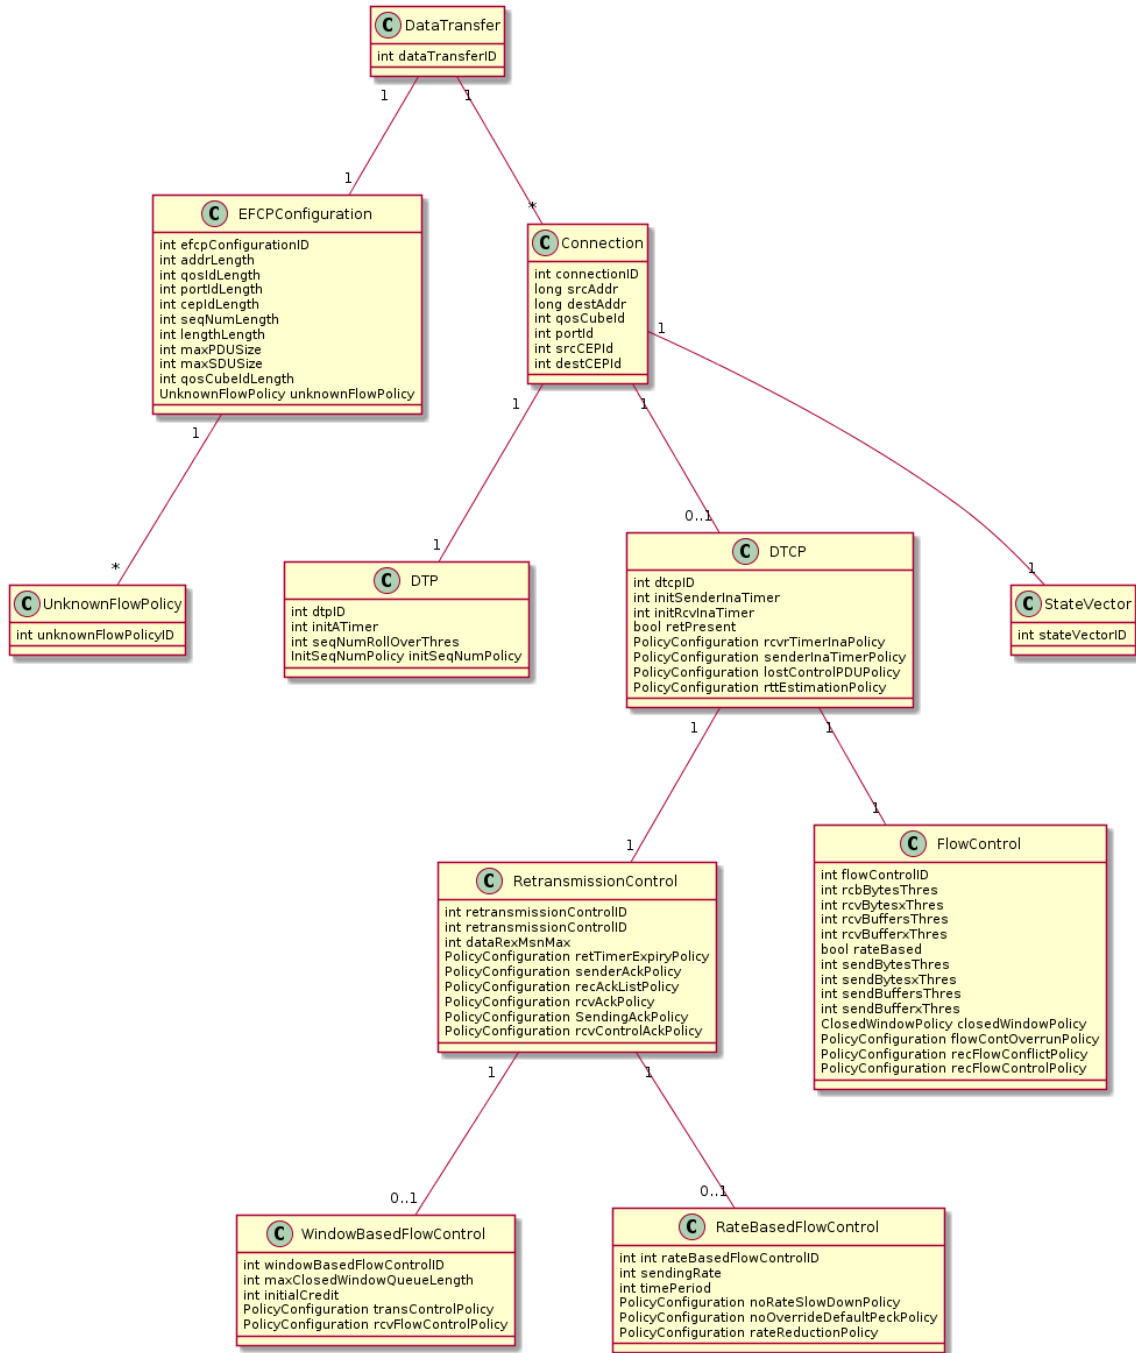 C DataTransfer
int dataTransferID
1
1
1
*
C EFCPConfiguration
int efcpConfigurationID
int addrLength
int qosIdLength
int portIdLength
int cepIdLength
int seqNumLength
int lengthLength
int maxPDUSize
int maxSDUSize
int qosCubeIdLength
UnknownFlowPolicy unknownFlowPolicy
C Connection
int connectionID
long srcAddr
long destAddr
int qosCubeId
int portId
int srcCEPId
int destCEPId
1
1
1
1
*
1
0..1
1
C UnknownFlowPolicy
int unknownFlowPolicyID
C DTP
int dtpID
int initATimer
int seqNumRollOverThres
InitSeqNumPolicy initSeqNumPolicy
C DTCP
int dtcpID
int initSenderInaTimer
int initRcvInaTimer
bool retPresent
PolicyConfiguration rcvrTimerInaPolicy
PolicyConfiguration senderInaTimerPolicy
PolicyConfiguration lostControlPDUPolicy
PolicyConfiguration rttEstimationPolicy
C StateVector
int stateVectorID
1
1
1
1
C RetransmissionControl
int retransmissionControlID
int retransmissionControlID
int dataRexMsnMax
PolicyConfiguration retTimerExpiryPolicy
PolicyConfiguration senderAckPolicy
PolicyConfiguration recAckListPolicy
PolicyConfiguration rcvAckPolicy
PolicyConfiguration SendingAckPolicy
PolicyConfiguration rcvControlAckPolicy
C FlowControl
int flowControlID
int rcbBytesThres
int rcvBytesxThres
int rcvBuffersThres
int rcvBufferxThres
bool rateBased
int sendBytesThres
int sendBytesxThres
int sendBuffersThres
int sendBufferxThres
ClosedWindowPolicy closedWindowPolicy
PolicyConfiguration flowContOverrunPolicy
PolicyConfiguration recFlowConflictPolicy
PolicyConfiguration recFlowControlPolicy
1
1
0..1
0..1
C WindowBasedFlowControl
int windowBasedFlowControlID
int maxClosedWindowQueueLength
int initialCredit
PolicyConfiguration transControlPolicy
PolicyConfiguration rcvFlowControlPolicy
C RateBasedFlowControl
int int rateBasedFlowControlID
int sendingRate
int timePeriod
PolicyConfiguration noRateSlowDownPolicy
PolicyConfiguration noOverrideDefaultPeckPolicy
PolicyConfiguration rateReductionPolicy